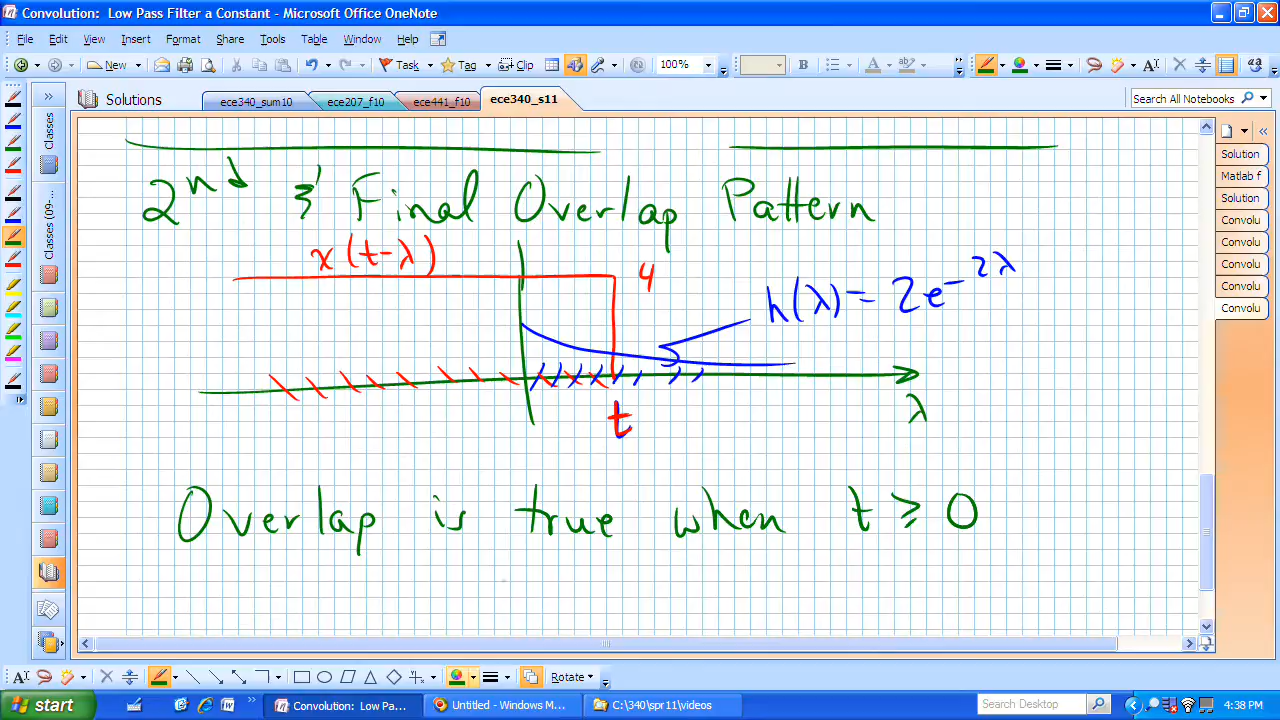 Convolution: Low Pass Filter a Constant - Microsoft Office OneNote
File Edit View Insert Format Share Tools Table Window Help
New Task Tag Clip 100% B A ab
Solutions ece340_sum10 ece207_f10 ece441_f10 ece340_s11 Search All Notebooks
Classes
Classes (09-
Solution
Matlab f
Solution
Convolu
Convolu
Convolu
Convolu
Convolu
2nd & Final Overlap Pattern
x(t-λ)
4
h(λ) = 2e^-2λ
t
λ
Overlap is true when t ≥ 0
Rotate
start Convolution: Low Pa... Untitled - Windows M... C:\340\spr11\videos Search Desktop 4:38 PM